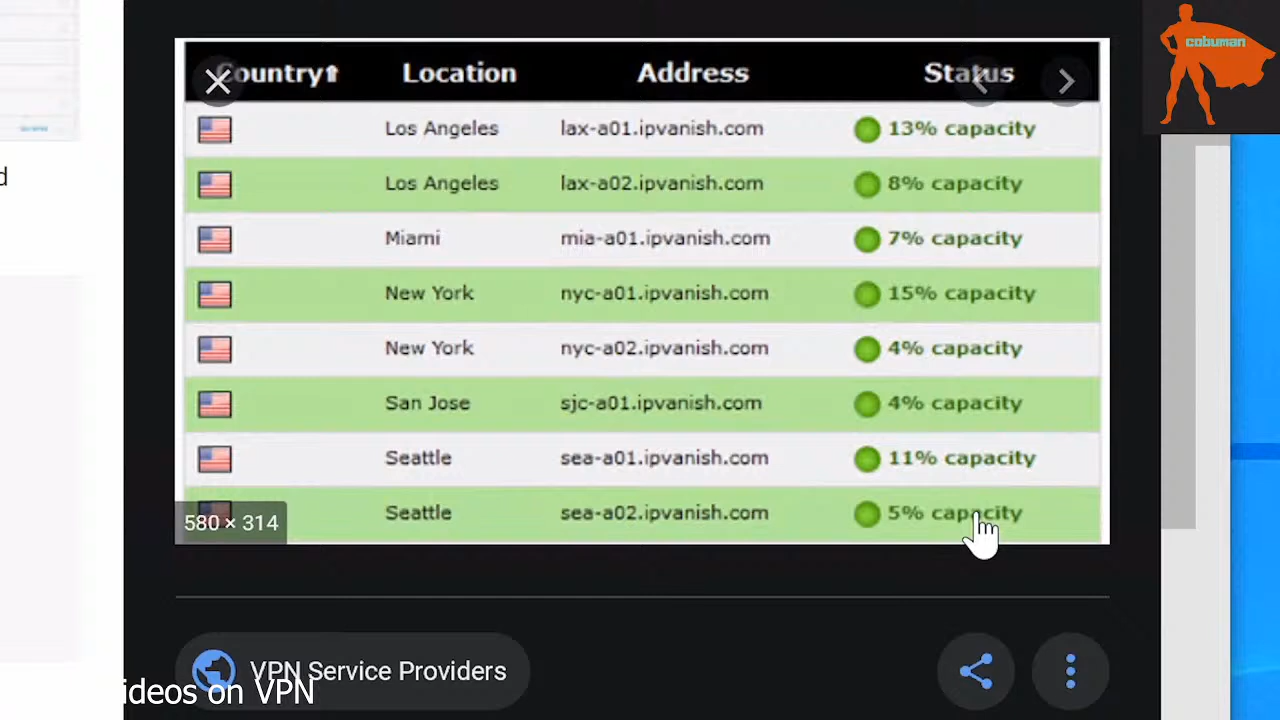 cobuman
Country Location Address Status
Los Angeles lax-a01.ipvanish.com 13% capacity
d
Los Angeles lax-a02.ipvanish.com 8% capacity
Miami mia-a01.ipvanish.com 7% capacity
New York nyc-a01.ipvanish.com 15% capacity
New York nyc-a02.ipvanish.com 4% capacity
San Jose sjc-a01.ipvanish.com 4% capacity
Seattle sea-a01.ipvanish.com 11% capacity
Seattle sea-a02.ipvanish.com 5% capacity
580 × 314
VPN Service Providers
ideos on VPN